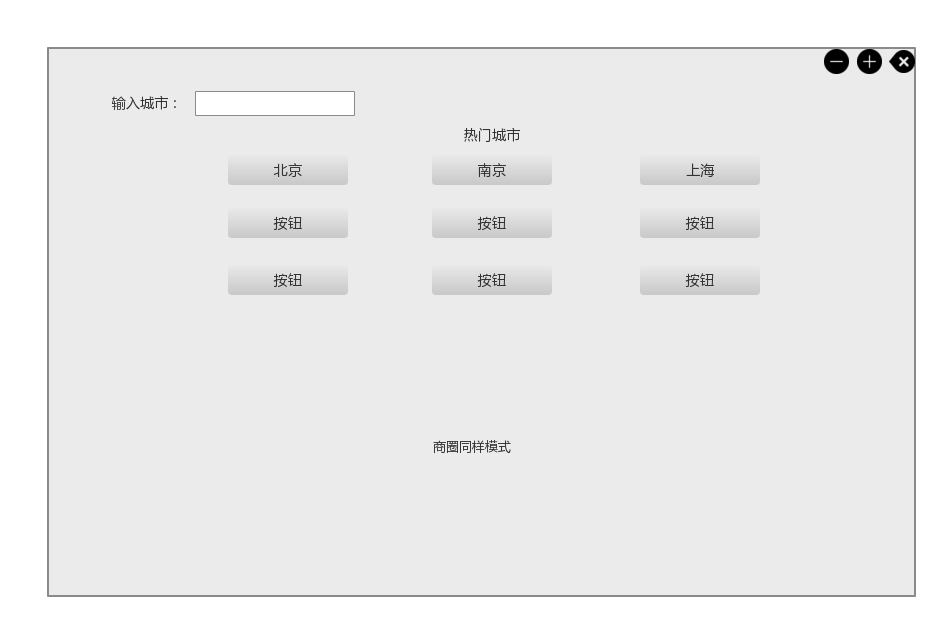 输入城市：
热门城市
北京 南京 上海
按钮 按钮 按钮
按钮 按钮 按钮
商圈同样模式